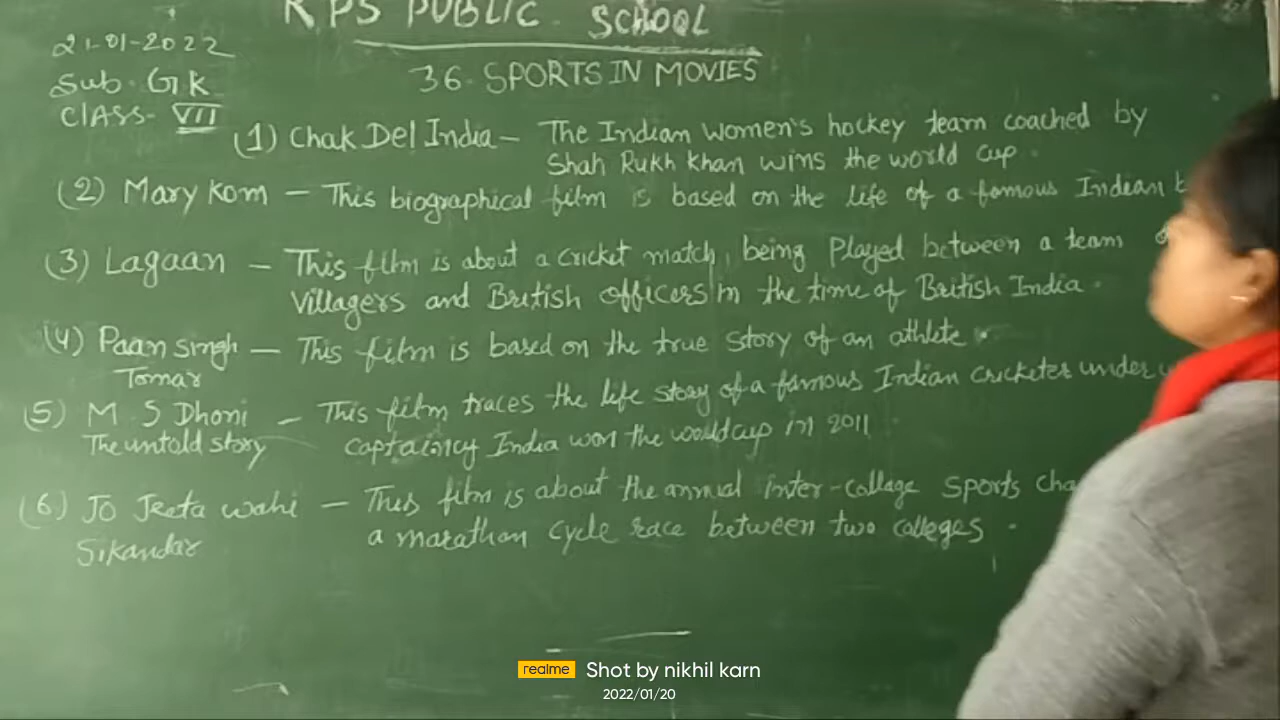 RPS PUBLIC SCHOOL
21-01-2022
Sub. GK
CLASS- VII
36. SPORTS IN MOVIES
(1) Chak De! India – The Indian women's hockey team coached by
Shah Rukh Khan wins the world cup.
(2) Mary Kom – This biographical film is based on the life of a famous Indian
(3) Lagaan – This film is about a cricket match, being Played between a team
villagers and British officers in the time of British India.
(4) Paan Singh – This film is based on the true story of an athlete.
Tomar
(5) M. S Dhoni – This film traces the life story of a famous Indian cricketer under
The untold story captaincy India won the world cup in 2011
(6) Jo Jeeta wahi – This film is about the annual inter-collage sports
Sikandar a marathon cycle race between two colleges.
realme Shot by nikhil karn
2022/01/20